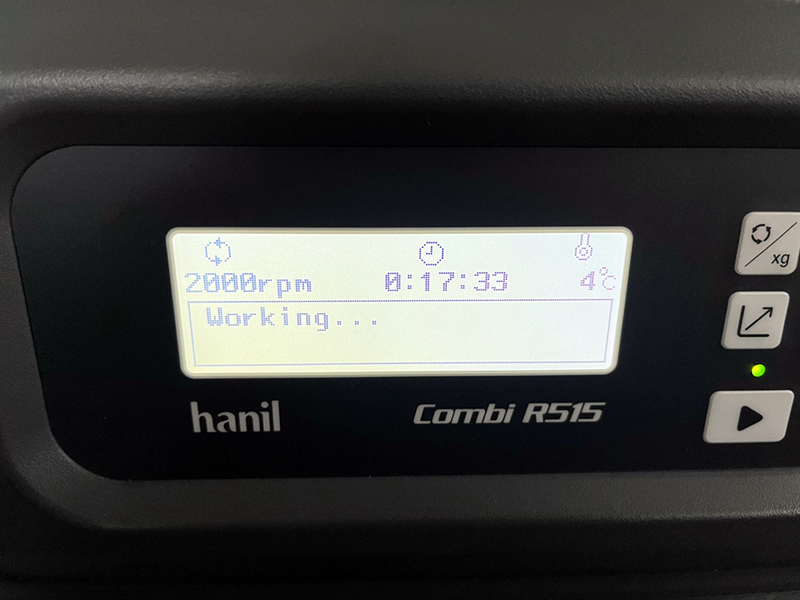 2000rpm 0:17:33 4℃
Working...
hanil Combi R515
xg